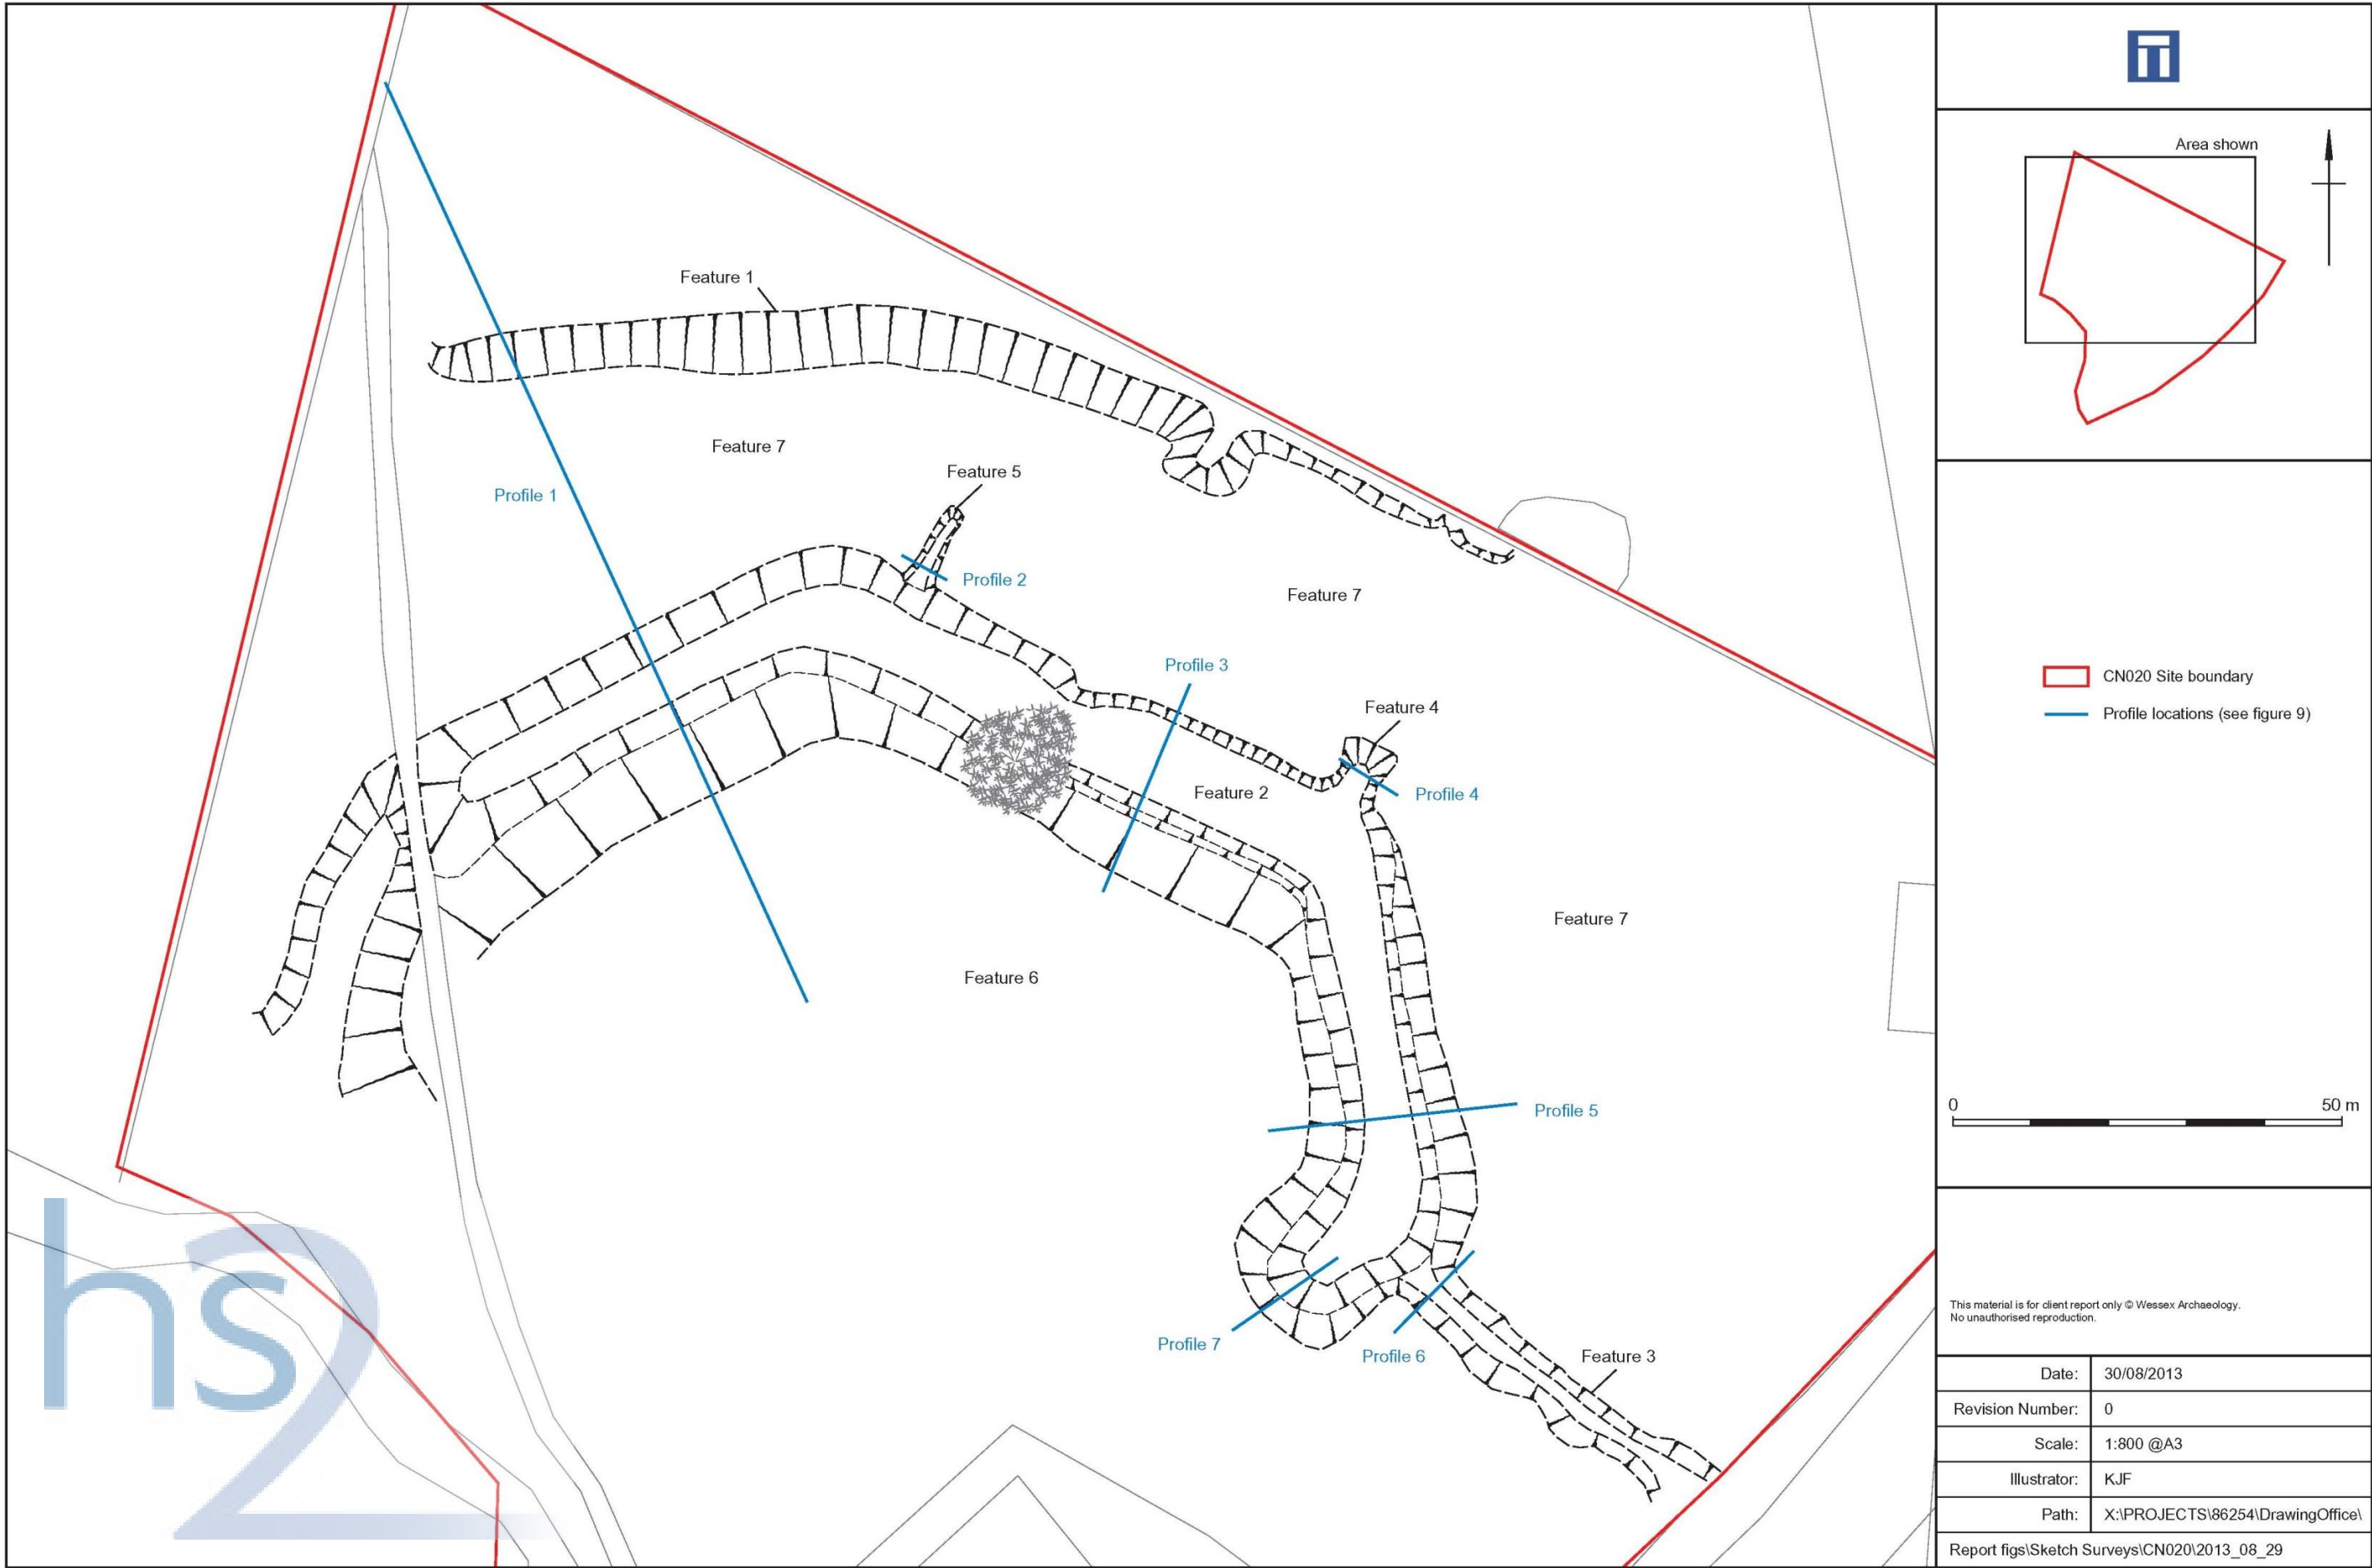 Feature 1
Feature 7
Feature 5
Profile 1
Profile 2
Feature 7
Profile 3
Feature 4
Feature 2
Profile 4
Feature 7
Feature 6
Profile 5
Profile 7
Profile 6
Feature 3
hs2
Area shown
CN020 Site boundary
Profile locations (see figure 9)
0 50 m
This material is for client report only © Wessex Archaeology.
No unauthorised reproduction.
Date: 30/08/2013
Revision Number: 0
Scale: 1:800 @A3
Illustrator: KJF
Path: X:\PROJECTS\86254\DrawingOffice\
Report figs\Sketch Surveys\CN020\2013_08_29